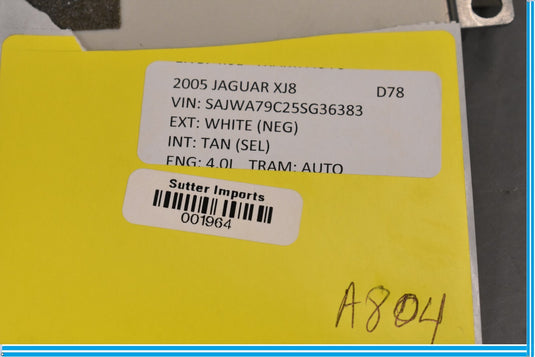 2005 JAGUAR XJ8 D78
VIN: SAJWA79C25SG36383
EXT: WHITE (NEG)
INT: TAN (SEL)
ENG: 4.0L TRAM: AUTO
Sutter Imports
001964
A804